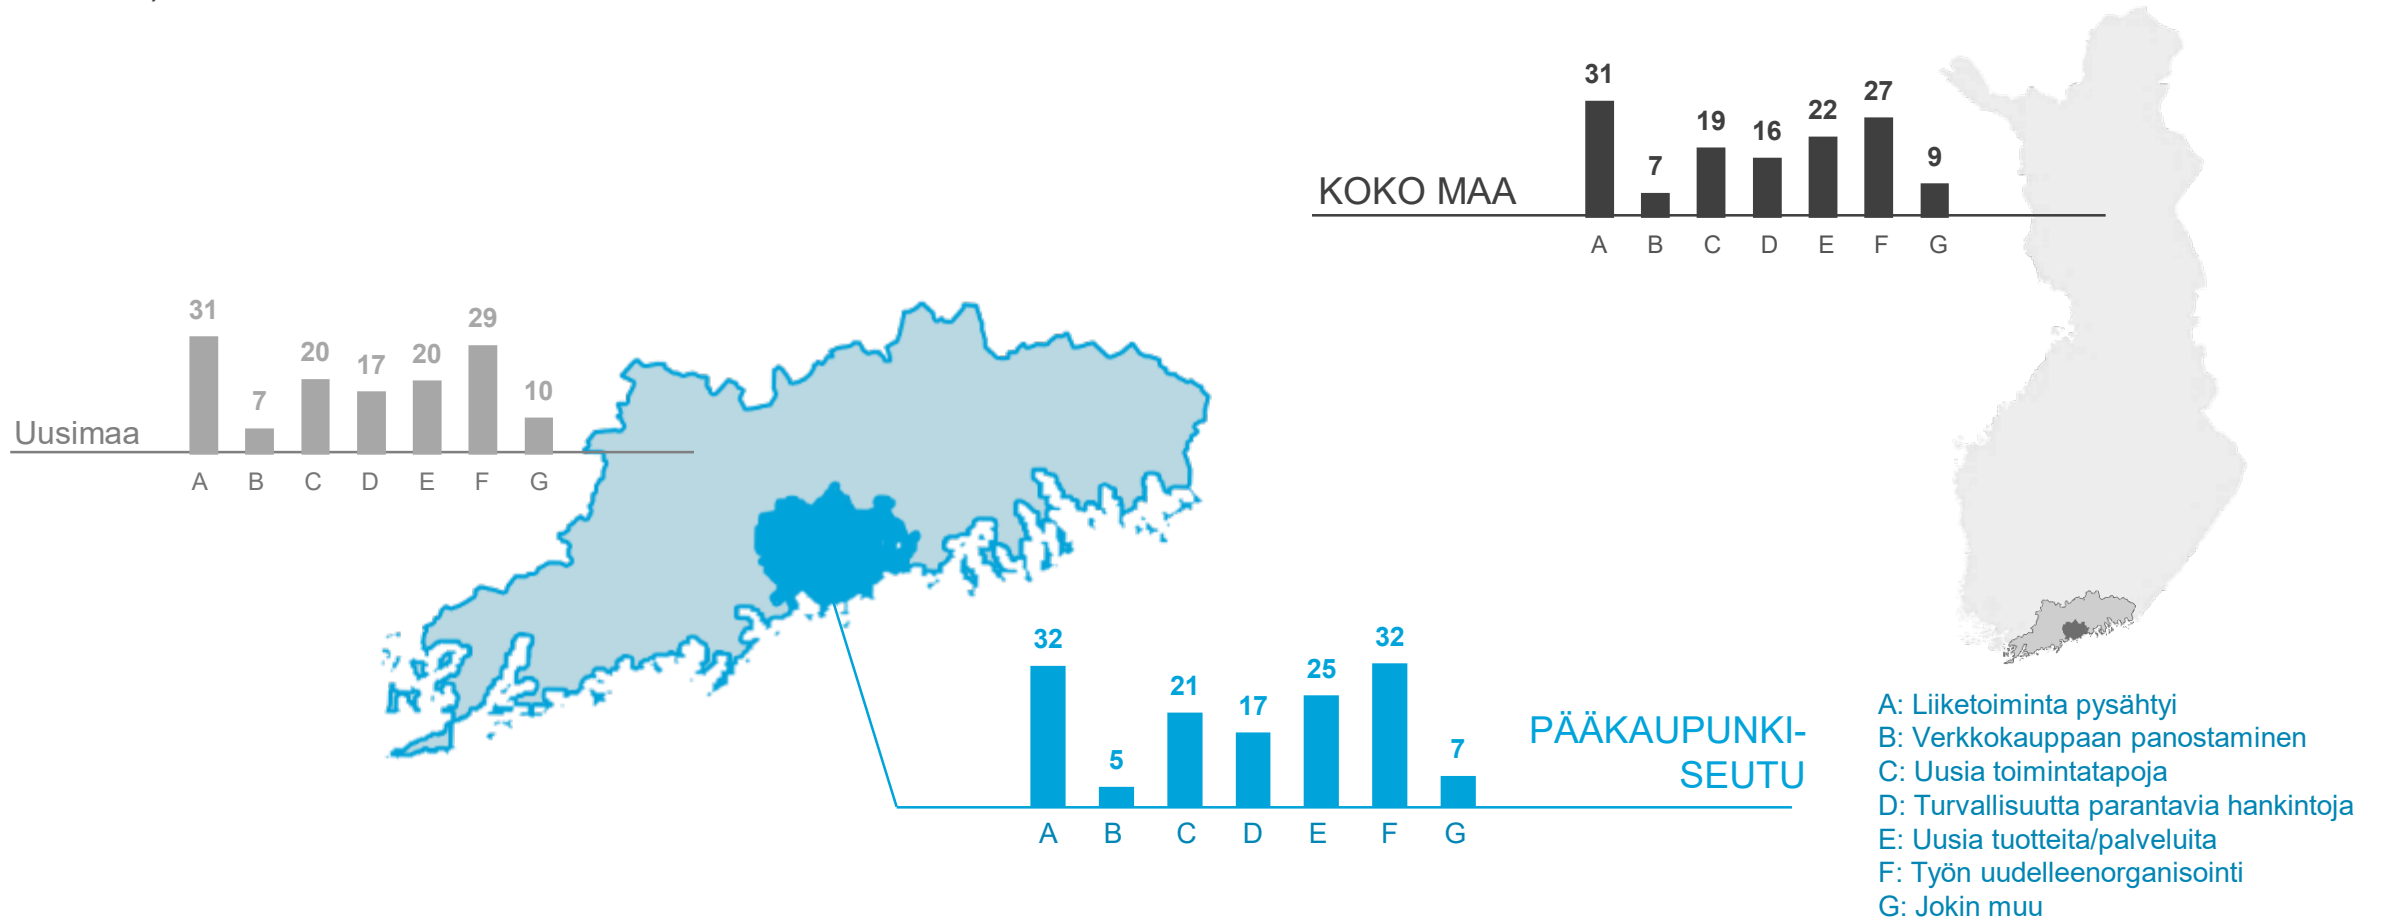 31
7
19
16
22
27
9
KOKO MAA
A B C D E F G
31
7
20
17
20
29
10
Uusimaa
A B C D E F G
32
5
21
17
25
32
7
PÄÄKAUPUNKI-
SEUTU
A B C D E F G
A: Liiketoiminta pysähtyi
B: Verkkokauppaan panostaminen
C: Uusia toimintatapoja
D: Turvallisuutta parantavia hankintoja
E: Uusia tuotteita/palveluita
F: Työn uudelleenorganisointi
G: Jokin muu